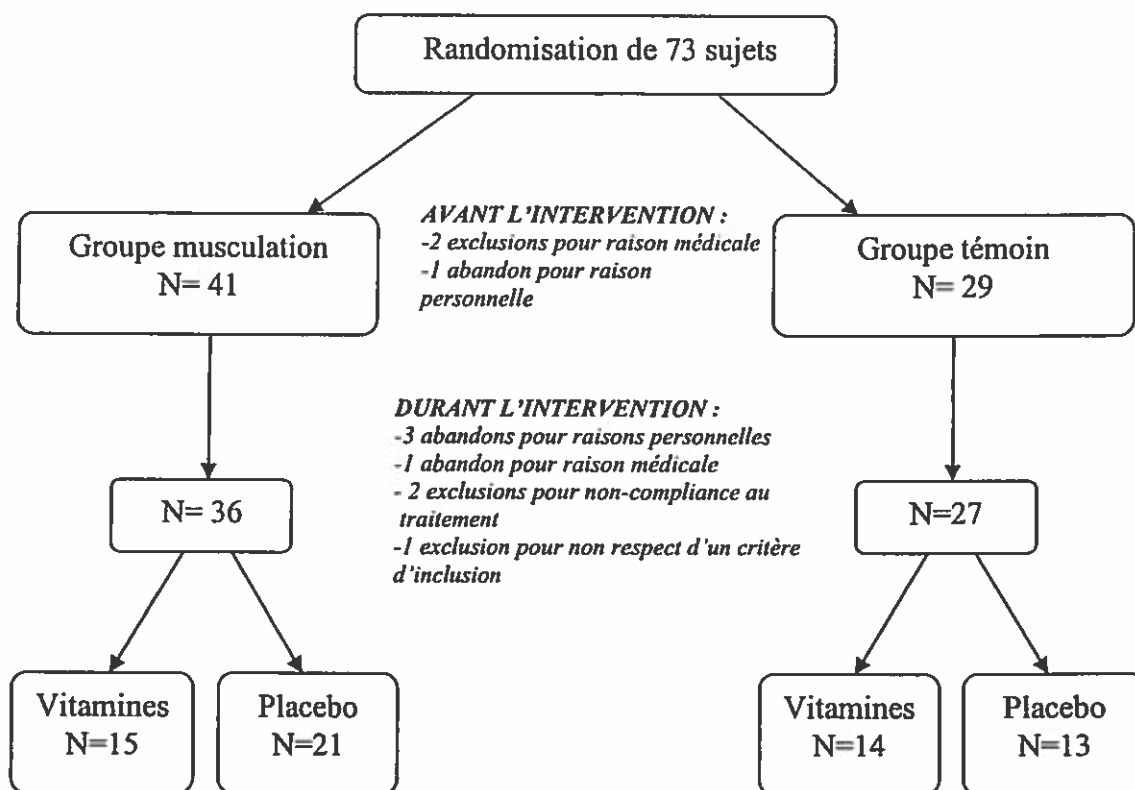 Randomisation de 73 sujets
AVANT L'INTERVENTION :
-2 exclusions pour raison médicale
-1 abandon pour raison
personnelle
Groupe musculation
N= 41
Groupe témoin
N= 29
DURANT L'INTERVENTION :
-3 abandons pour raisons personnelles
-1 abandon pour raison médicale
- 2 exclusions pour non-compliance au
traitement
-1 exclusion pour non respect d'un critère
d'inclusion
N= 36
N=27
Vitamines
N=15
Placebo
N=21
Vitamines
N=14
Placebo
N=13